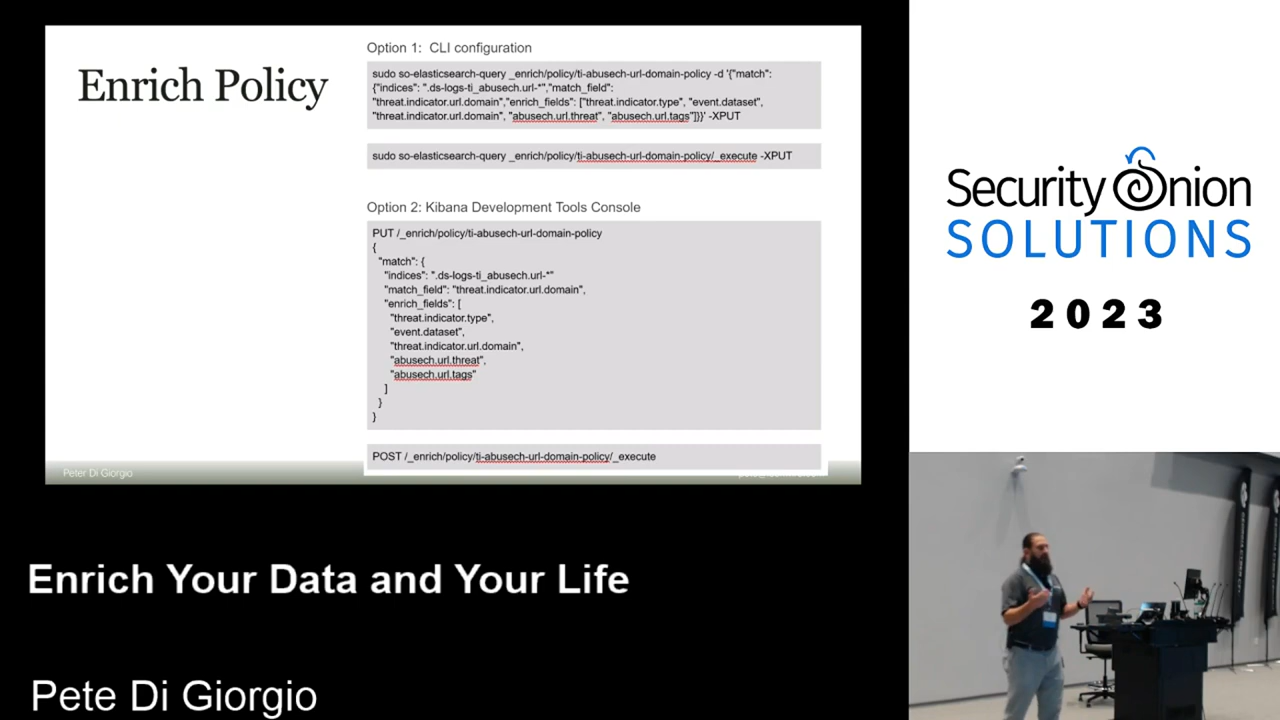 Enrich Policy
Option 1: CLI configuration
sudo so-elasticsearch-query _enrich/policy/ti-abusech-url-domain-policy -d '{"match":
{"indices": ".ds-logs-ti_abusech.url-*","match_field":
"threat.indicator.url.domain","enrich_fields": ["threat.indicator.type", "event.dataset",
"threat.indicator.url.domain", "abusech.url.threat", "abusech.url.tags"]}}' -XPUT
sudo so-elasticsearch-query _enrich/policy/ti-abusech-url-domain-policy/_execute -XPUT
Option 2: Kibana Development Tools Console
PUT /_enrich/policy/ti-abusech-url-domain-policy
{
"match": {
"indices": ".ds-logs-ti_abusech.url-*"
"match_field": "threat.indicator.url.domain",
"enrich_fields": [
"threat.indicator.type",
"event.dataset",
"threat.indicator.url.domain",
"abusech.url.threat",
"abusech.url.tags"
]
}
}
POST /_enrich/policy/ti-abusech-url-domain-policy/_execute
Peter Di Giorgio
Security Onion
SOLUTIONS
2023
Enrich Your Data and Your Life
Pete Di Giorgio